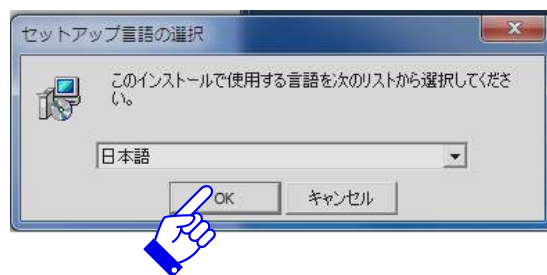 セットアップ言語の選択
このインストールで使用する言語を次のリストから選択してくださ
い。
日本語
OK
キャンセル